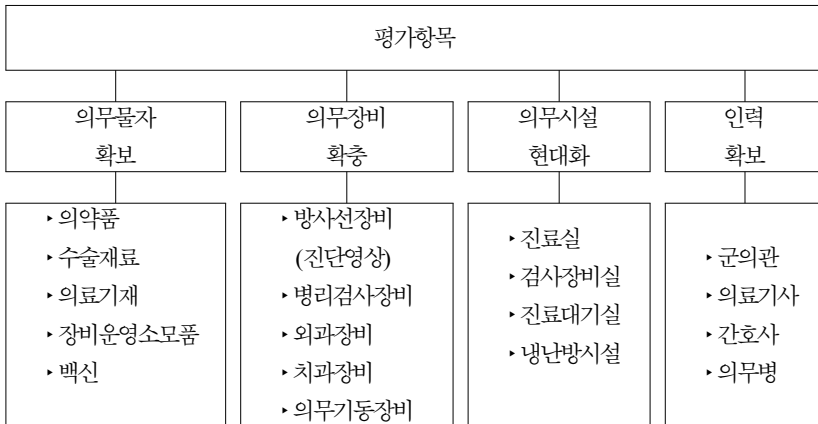 평가항목
의무물자
확보
의무장비
확충
의무시설
현대화
인력
확보
‣의약품
‣수술재료
‣의료기재
‣장비운영소모품
‣백신
‣방사선장비
(진단영상)
‣병리검사장비
‣외과장비
‣치과장비
‣의무기동장비
‣진료실
‣검사장비실
‣진료대기실
‣냉난방시설
‣군의관
‣의료기사
‣간호사
‣의무병